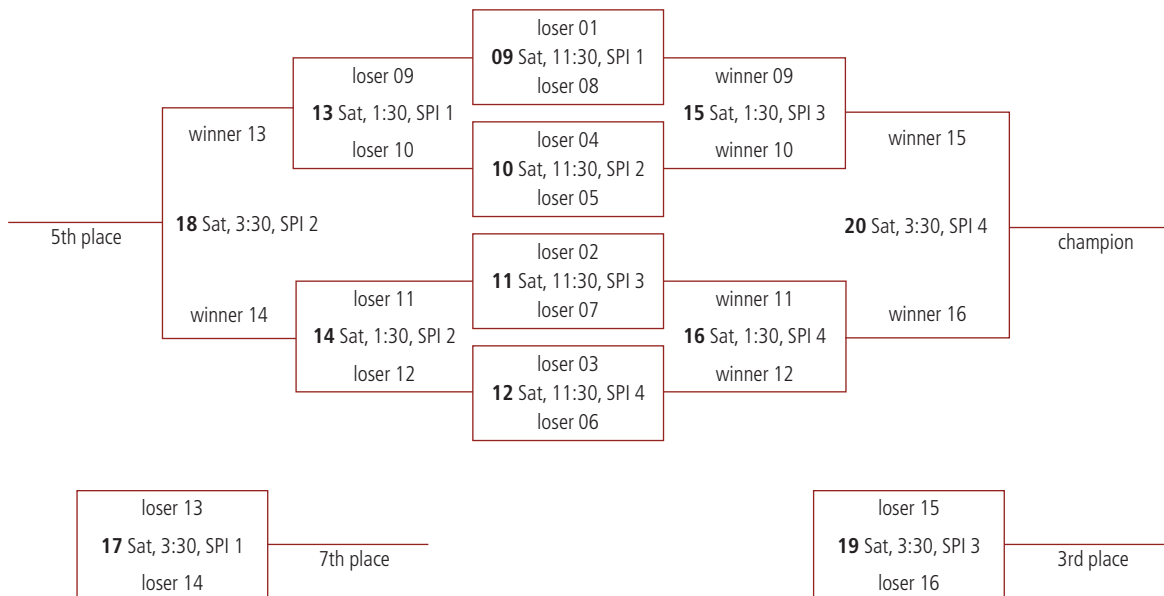 loser 01
09 Sat, 11:30, SPI 1
loser 08
loser 09
13 Sat, 1:30, SPI 1
loser 10
winner 09
15 Sat, 1:30, SPI 3
winner 10
loser 04
10 Sat, 11:30, SPI 2
loser 05
winner 13
18 Sat, 3:30, SPI 2
winner 14
5th place
winner 15
20 Sat, 3:30, SPI 4
winner 16
champion
loser 02
11 Sat, 11:30, SPI 3
loser 07
loser 11
14 Sat, 1:30, SPI 2
loser 12
winner 11
16 Sat, 1:30, SPI 4
winner 12
loser 03
12 Sat, 11:30, SPI 4
loser 06
loser 13
17 Sat, 3:30, SPI 1
loser 14
7th place
loser 15
19 Sat, 3:30, SPI 3
loser 16
3rd place